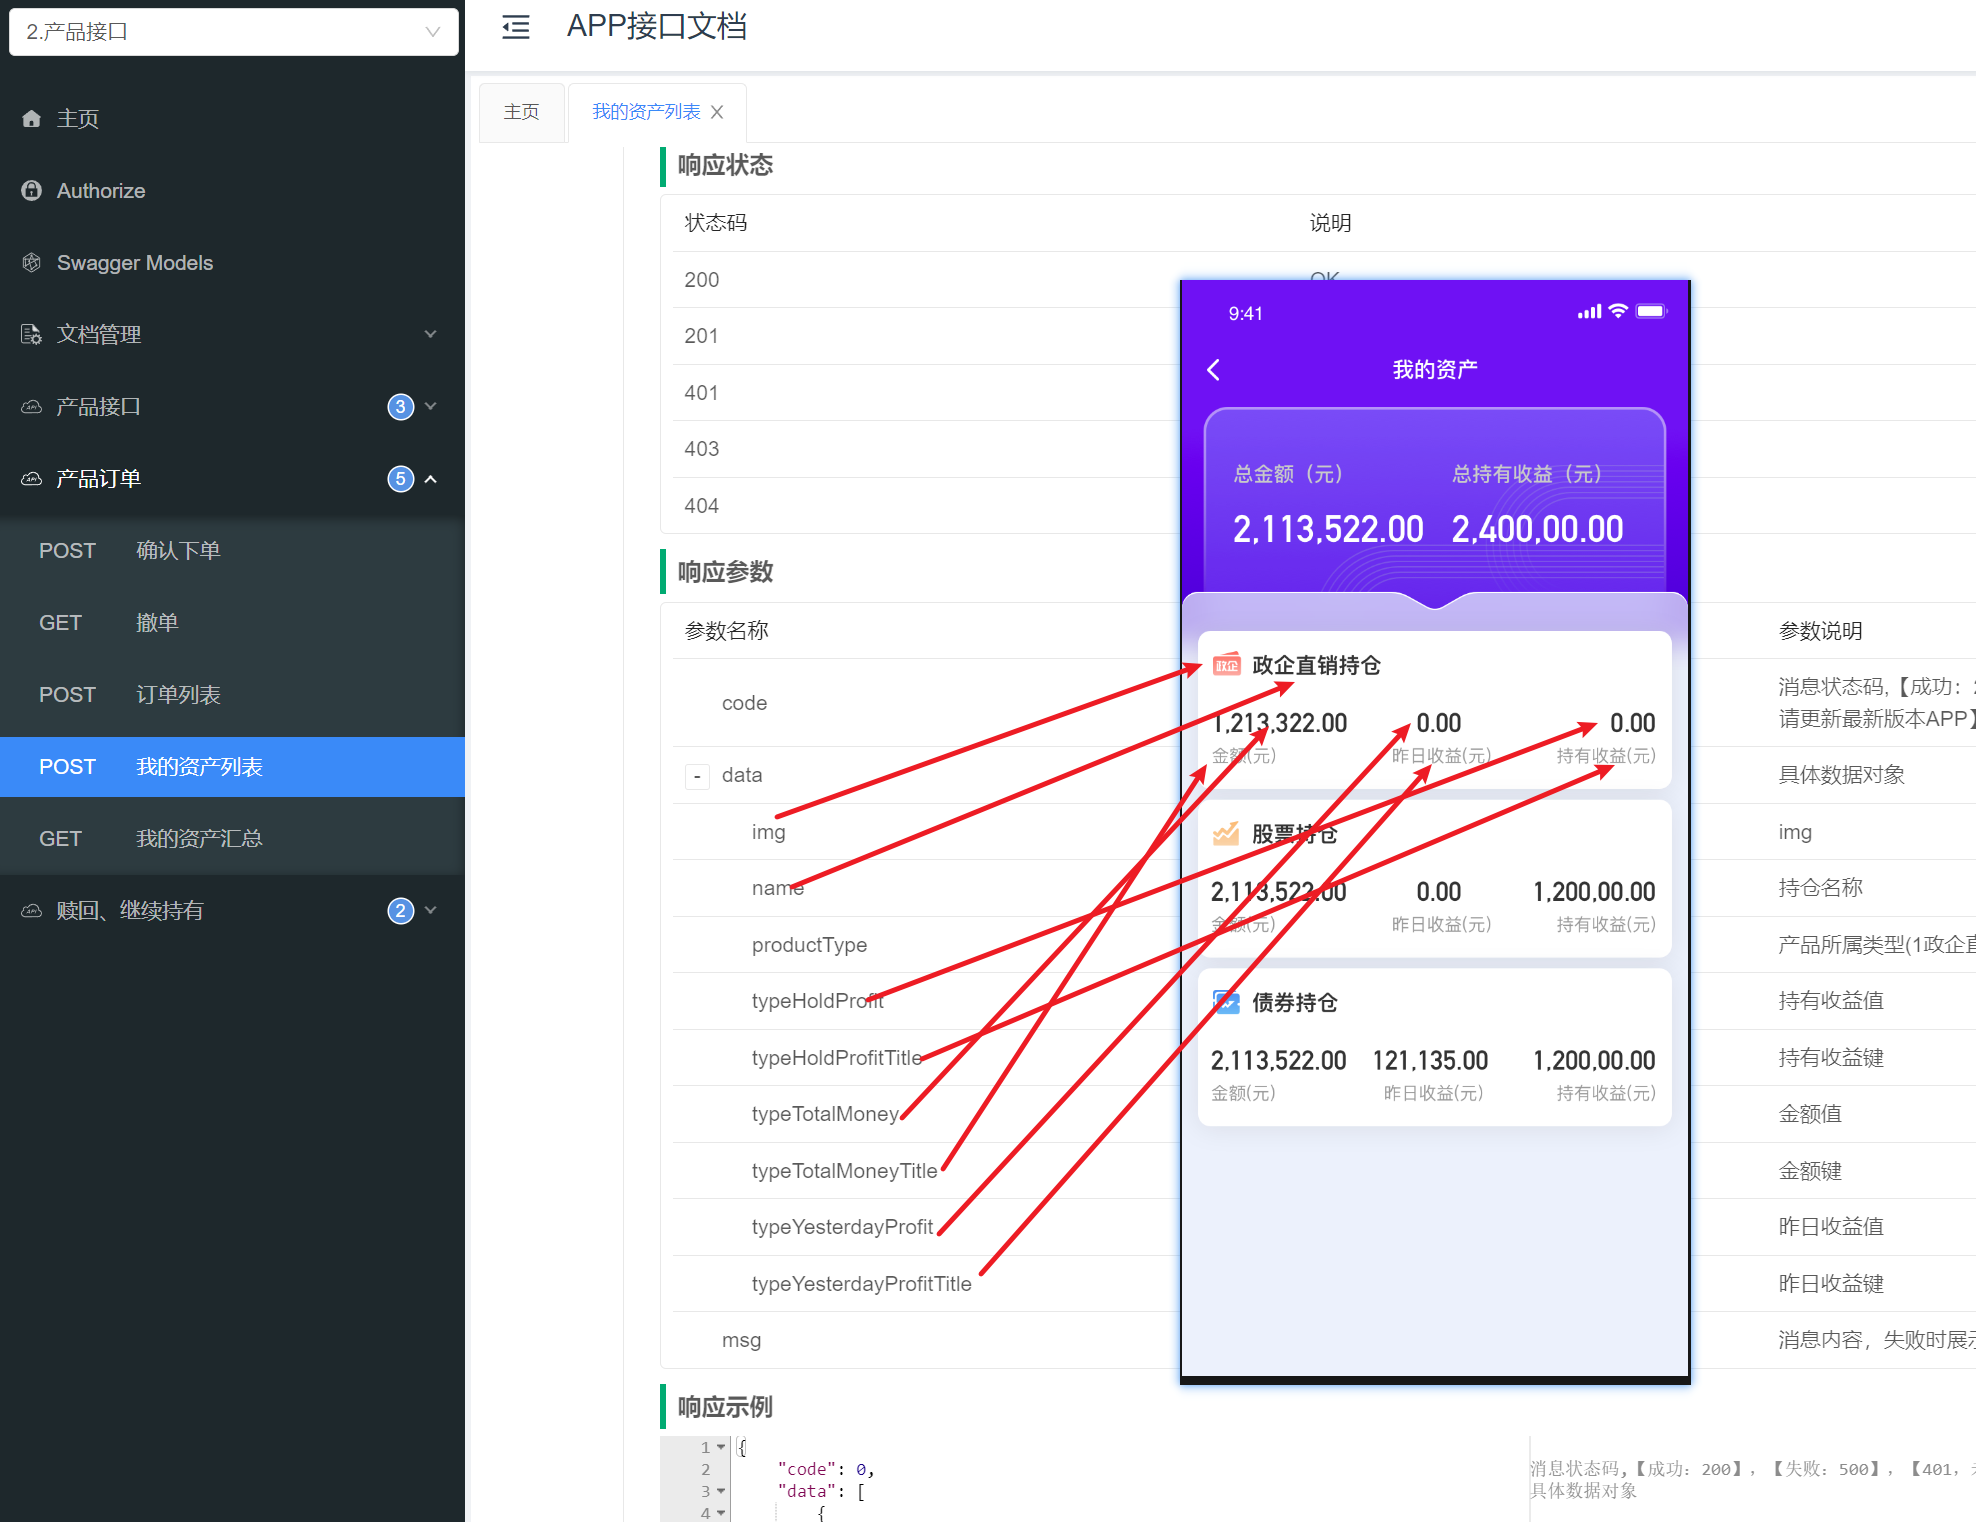 2.产品接口
主页
Authorize
Swagger Models
文档管理
产品接口 3
产品订单 5
POST 确认下单
GET 撤单
POST 订单列表
POST 我的资产列表
GET 我的资产汇总
赎回、继续持有 2
APP接口文档
主页 我的资产列表
响应状态
状态码 说明
200 OK
201
401
403
404
响应参数
参数名称 参数说明
code 消息状态码,【成功：
请更新最新版本APP】
- data 具体数据对象
img img
name 持仓名称
productType 产品所属类型(1政企直
typeHoldProfit 持有收益值
typeHoldProfitTitle 持有收益键
typeTotalMoney 金额值
typeTotalMoneyTitle 金额键
typeYesterdayProfit 昨日收益值
typeYesterdayProfitTitle 昨日收益键
msg 消息内容，失败时展示
9:41
我的资产
总金额（元） 总持有收益（元）
2,113,522.00 2,400,00.00
政企 政企直销持仓
1,213,322.00 0.00 0.00
金额(元) 昨日收益(元) 持有收益(元)
股票持仓
2,113,522.00 0.00 1,200,00.00
金额(元) 昨日收益(元) 持有收益(元)
债券持仓
2,113,522.00 121,135.00 1,200,00.00
金额(元) 昨日收益(元) 持有收益(元)
响应示例
1 {
2 "code": 0, 消息状态码,【成功：200】，【失败：500】，【401，
3 "data": [ 具体数据对象
4 {